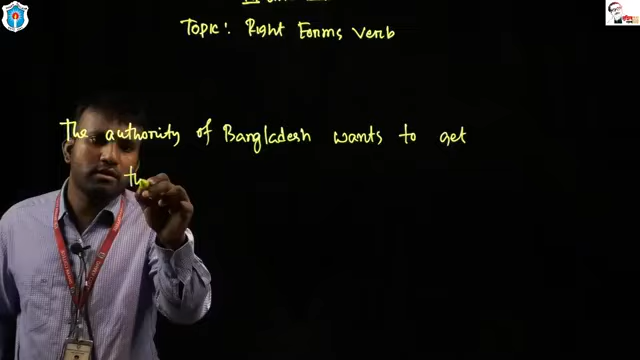 Topic: Right Forms Verb
The authority of Bangladesh wants to get